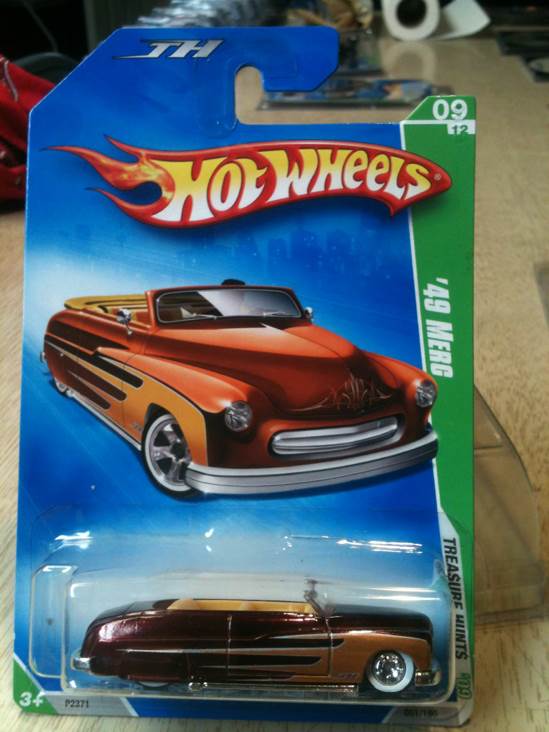 TH
09
12
HOT WHEELS
'49 MERC
TREASURE HUNTS
3+
P2371